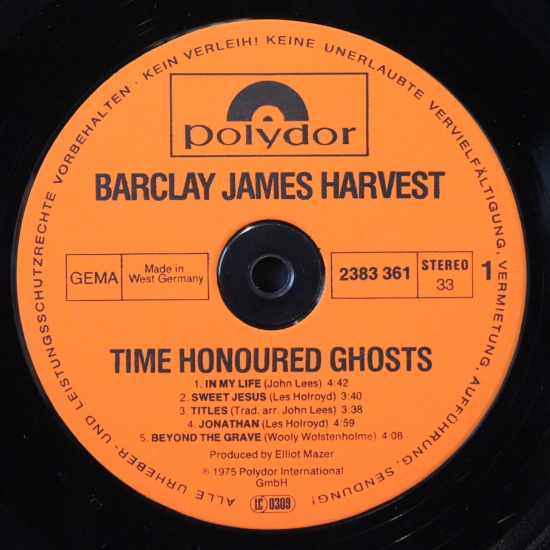 ALLE URHEBER- UND LEISTUNGSSCHUTZRECHTE VORBEHALTEN · KEIN VERLEIH! KEINE UNERLAUBTE VERVIELFÄLTIGUNG, VERMIETUNG, AUFFÜHRUNG, SENDUNG!
polydor
BARCLAY JAMES HARVEST
GEMA
Made in
West Germany
2383 361
STEREO
33
1
TIME HONOURED GHOSTS
1. IN MY LIFE (John Lees) 4:42
2. SWEET JESUS (Les Holroyd) 3:40
3. TITLES (Trad. arr. John Lees) 3:38
4. JONATHAN (Les Holroyd) 4:59
5. BEYOND THE GRAVE (Wooly Wolstenholme) 4:08
Produced by Elliot Mazer
℗ 1975 Polydor International
GmbH
LC 0309